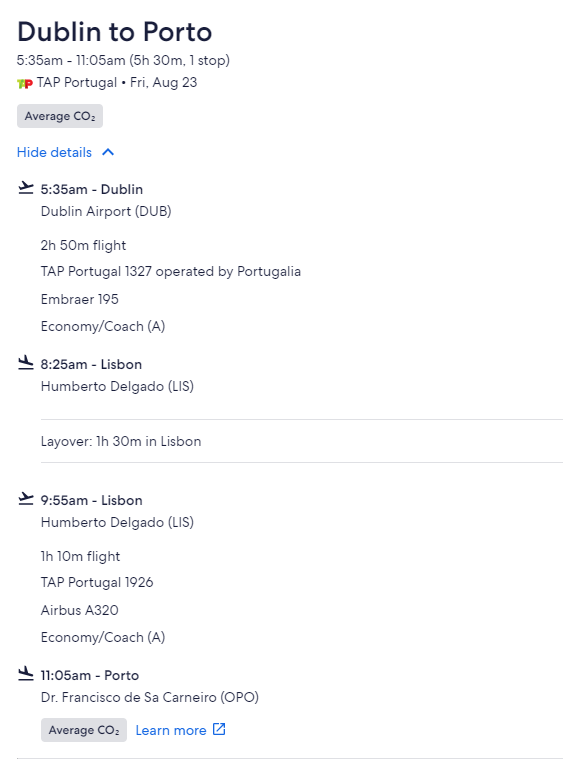 Dublin to Porto
5:35am - 11:05am (5h 30m, 1 stop)
TP TAP Portugal • Fri, Aug 23
Average CO₂
Hide details
5:35am - Dublin
Dublin Airport (DUB)
2h 50m flight
TAP Portugal 1327 operated by Portugalia
Embraer 195
Economy/Coach (A)
8:25am - Lisbon
Humberto Delgado (LIS)
Layover: 1h 30m in Lisbon
9:55am - Lisbon
Humberto Delgado (LIS)
1h 10m flight
TAP Portugal 1926
Airbus A320
Economy/Coach (A)
11:05am - Porto
Dr. Francisco de Sa Carneiro (OPO)
Average CO₂ Learn more